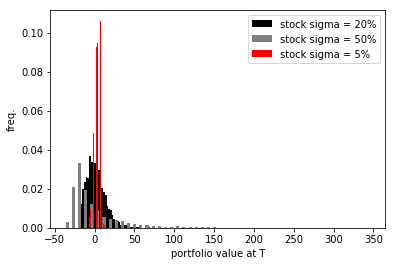 stock sigma = 20%
stock sigma = 50%
stock sigma = 5%
freq.
0.10
0.08
0.06
0.04
0.02
0.00
−50 0 50 100 150 200 250 300 350
portfolio value at T